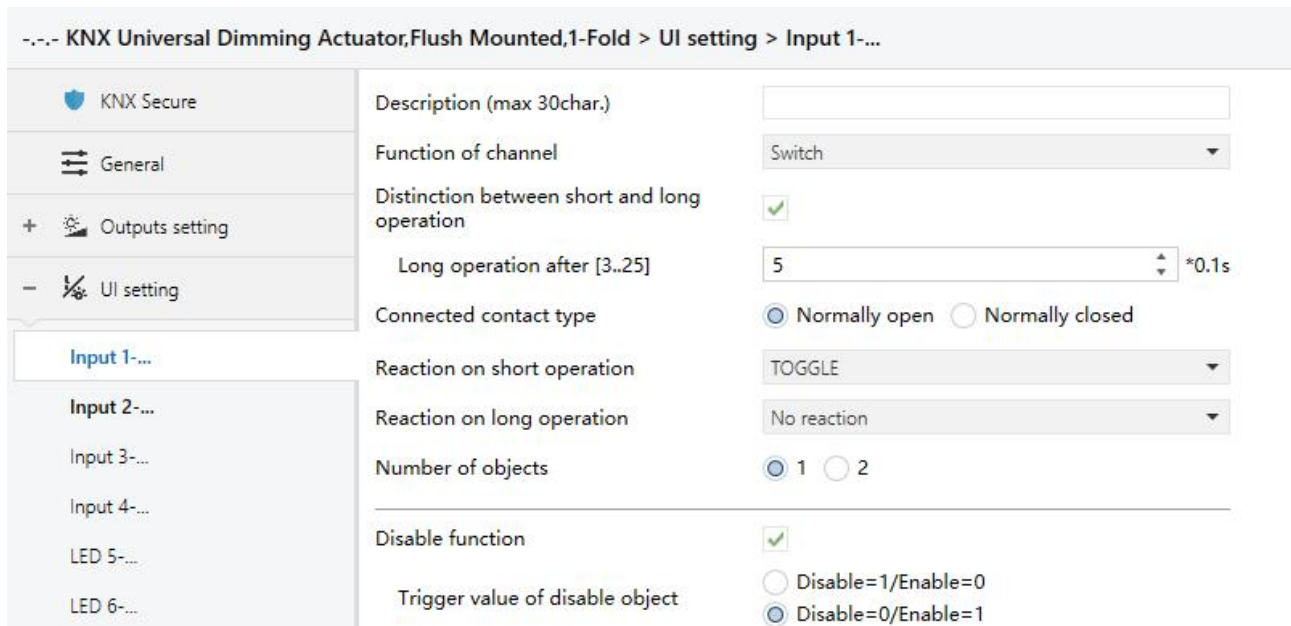 -.-.- KNX Universal Dimming Actuator,Flush Mounted,1-Fold > UI setting > Input 1-...
KNX Secure
General
+ Outputs setting
− UI setting
Input 1-...
Input 2-...
Input 3-...
Input 4-...
LED 5-...
LED 6-...
Description (max 30char.)
Function of channel Switch
Distinction between short and long
operation
Long operation after [3..25] 5 *0.1s
Connected contact type Normally open Normally closed
Reaction on short operation TOGGLE
Reaction on long operation No reaction
Number of objects 1 2
Disable function
Trigger value of disable object
Disable=1/Enable=0
Disable=0/Enable=1